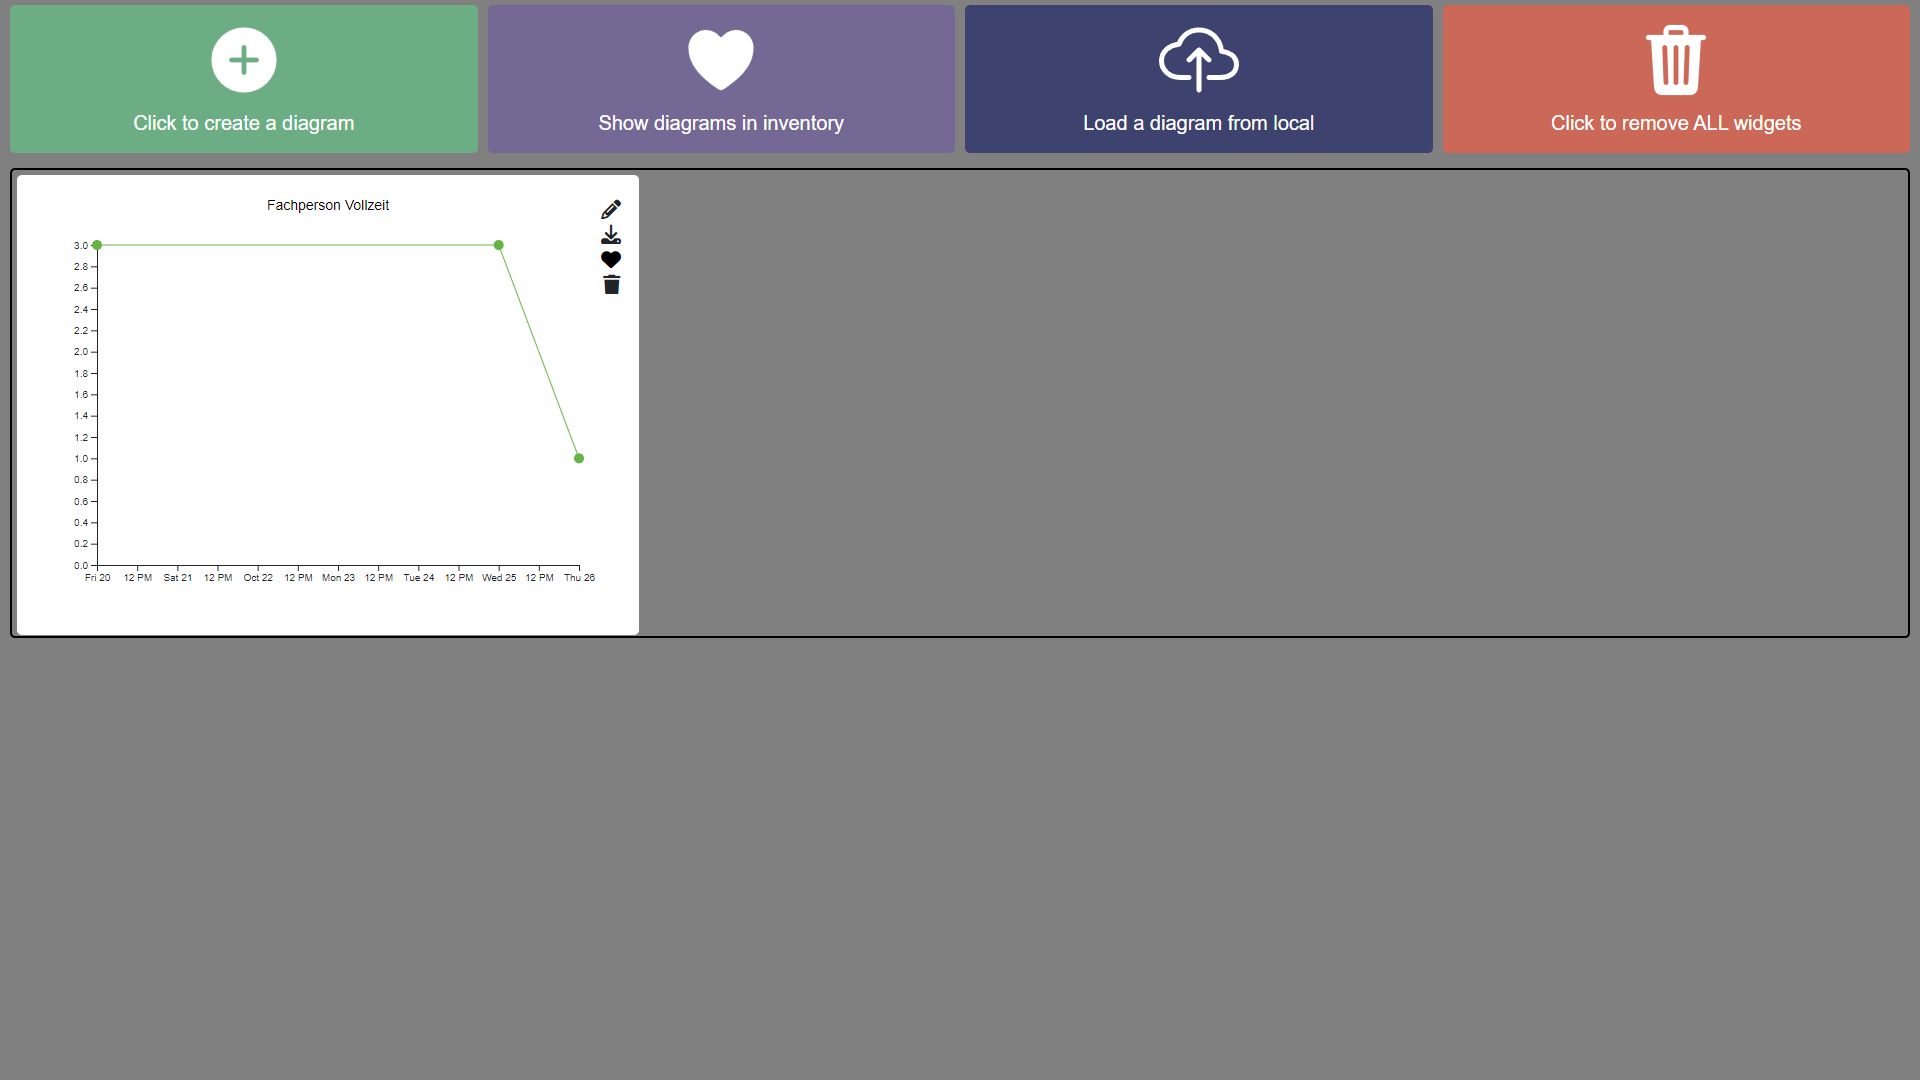 Click to create a diagram
Show diagrams in inventory
Load a diagram from local
Click to remove ALL widgets
Fachperson Vollzeit
3.0
2.8
2.6
2.4
2.2
2.0
1.8
1.6
1.4
1.2
1.0
0.8
0.6
0.4
0.2
0.0
Fri 20 12 PM Sat 21 12 PM Oct 22 12 PM Mon 23 12 PM Tue 24 12 PM Wed 25 12 PM Thu 26